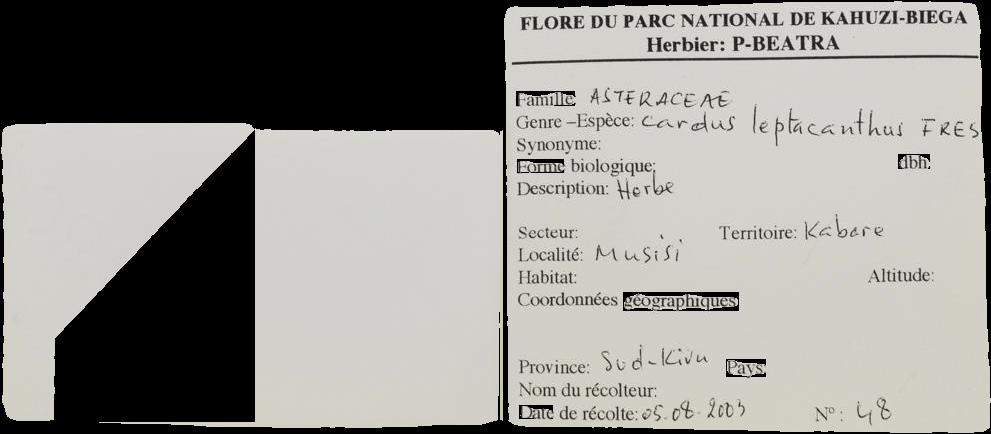 FLORE DU PARC NATIONAL DE KAHUZI-BIEGA
Herbier: P-BEATRA
Famille ASTERACEAE
Genre –Espèce: Cardus leptacanthus FRES
Synonyme:
Forme biologique: dbh:
Description: Herbe
Secteur: Territoire: Kabare
Localité: Musisi
Habitat: Altitude:
Coordonnées géographiques
Province: Sud-Kivu Pays:
Nom du récolteur:
Date de récolte: 05.08.2003 N°: 48